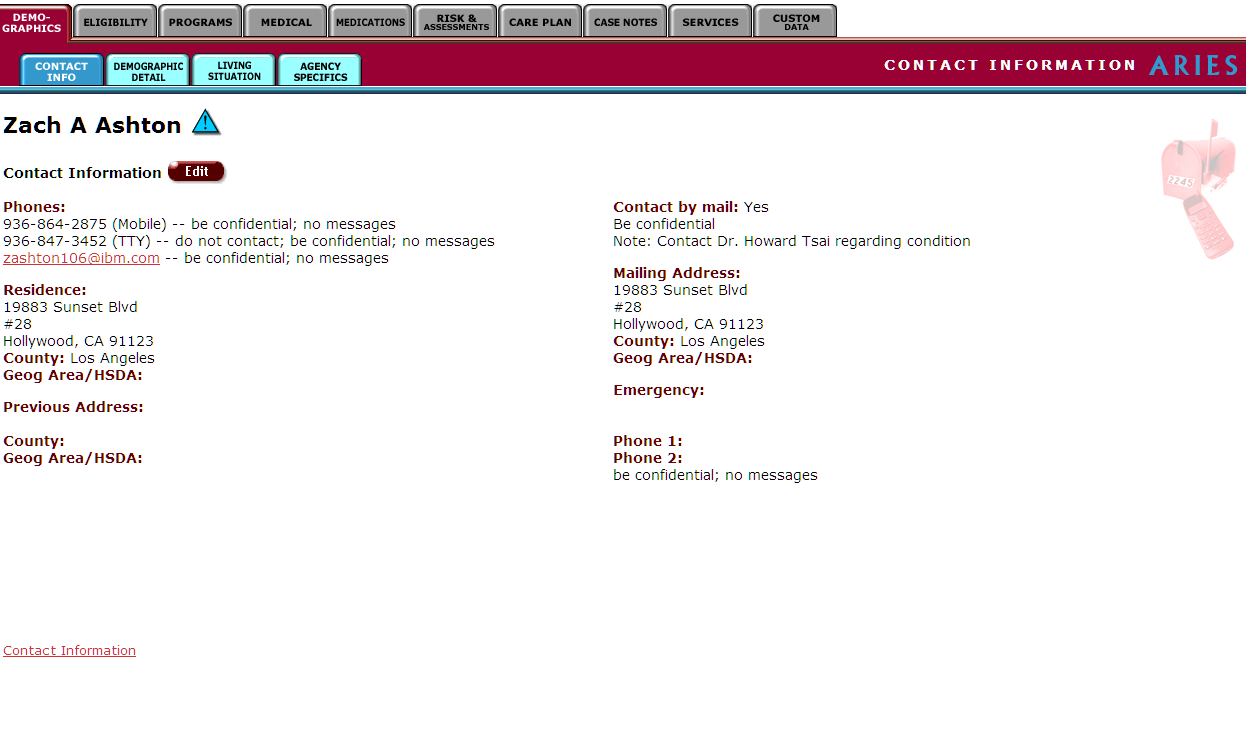 DEMO-
GRAPHICS
ELIGIBILITY
PROGRAMS
MEDICAL
MEDICATIONS
RISK &
ASSESSMENTS
CARE PLAN
CASE NOTES
SERVICES
CUSTOM
DATA
CONTACT
INFO
DEMOGRAPHIC
DETAIL
LIVING
SITUATION
AGENCY
SPECIFICS
CONTACT INFORMATION ARIES
Zach A Ashton
Contact Information Edit
Phones:
936-864-2875 (Mobile) -- be confidential; no messages
936-847-3452 (TTY) -- do not contact; be confidential; no messages
zashton106@ibm.com -- be confidential; no messages
Residence:
19883 Sunset Blvd
#28
Hollywood, CA 91123
County: Los Angeles
Geog Area/HSDA:
Previous Address:
County:
Geog Area/HSDA:
Contact by mail: Yes
Be confidential
Note: Contact Dr. Howard Tsai regarding condition
Mailing Address:
19883 Sunset Blvd
#28
Hollywood, CA 91123
County: Los Angeles
Geog Area/HSDA:
Emergency:
Phone 1:
Phone 2:
be confidential; no messages
2245
Contact Information